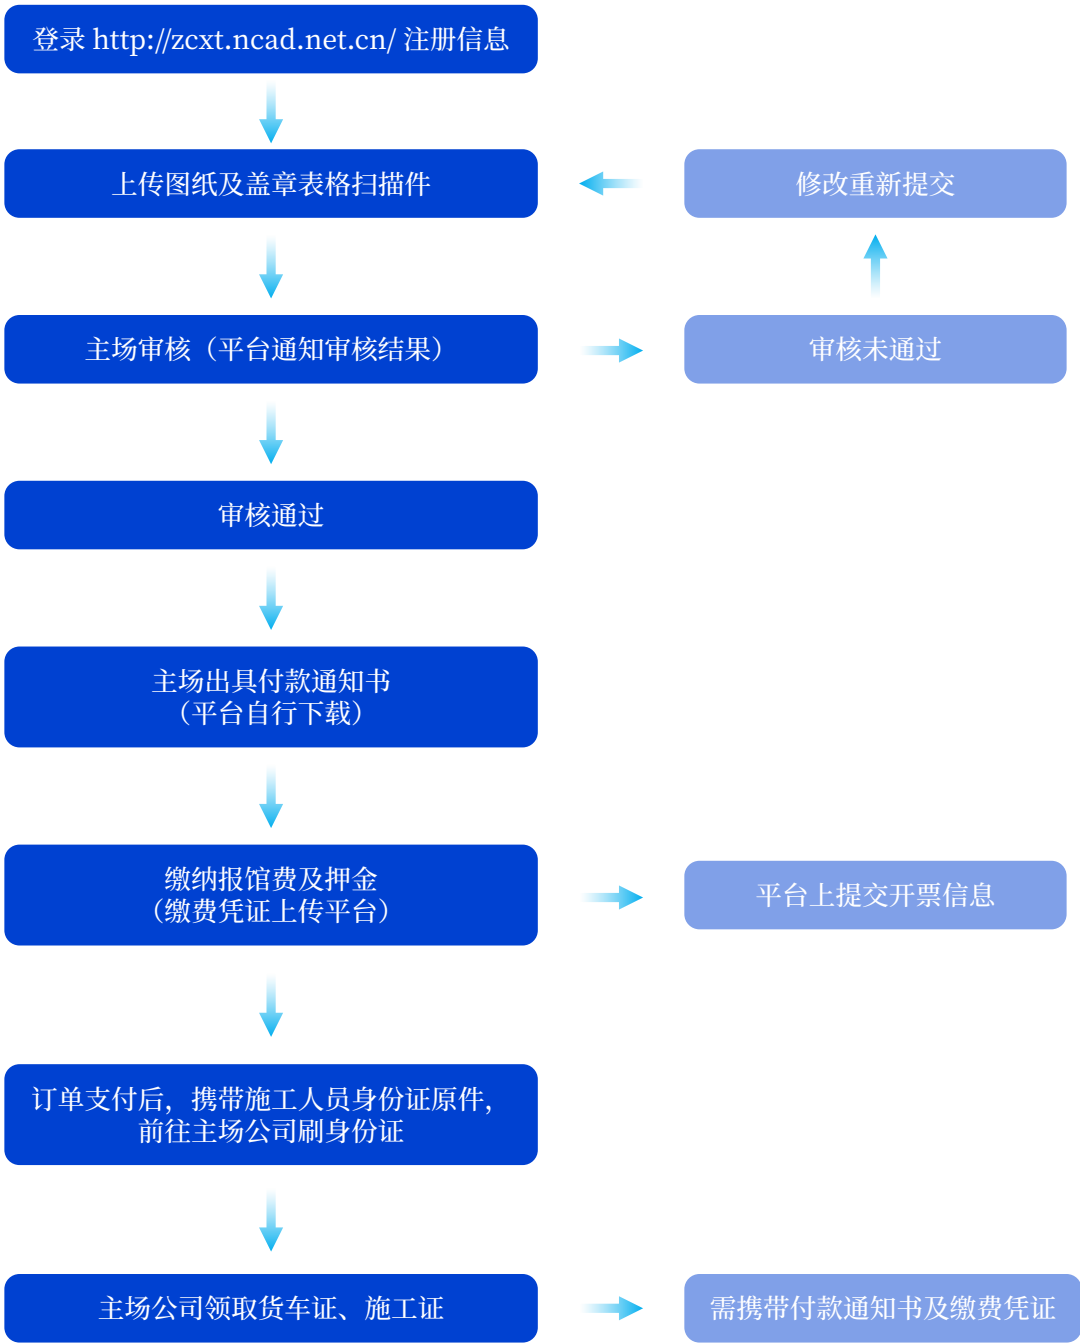 登录 http://zcxt.ncad.net.cn/ 注册信息
上传图纸及盖章表格扫描件
修改重新提交
主场审核（平台通知审核结果）
审核未通过
审核通过
主场出具付款通知书
（平台自行下载）
缴纳报馆费及押金
（缴费凭证上传平台）
平台上提交开票信息
订单支付后，携带施工人员身份证原件，
前往主场公司刷身份证
主场公司领取货车证、施工证
需携带付款通知书及缴费凭证